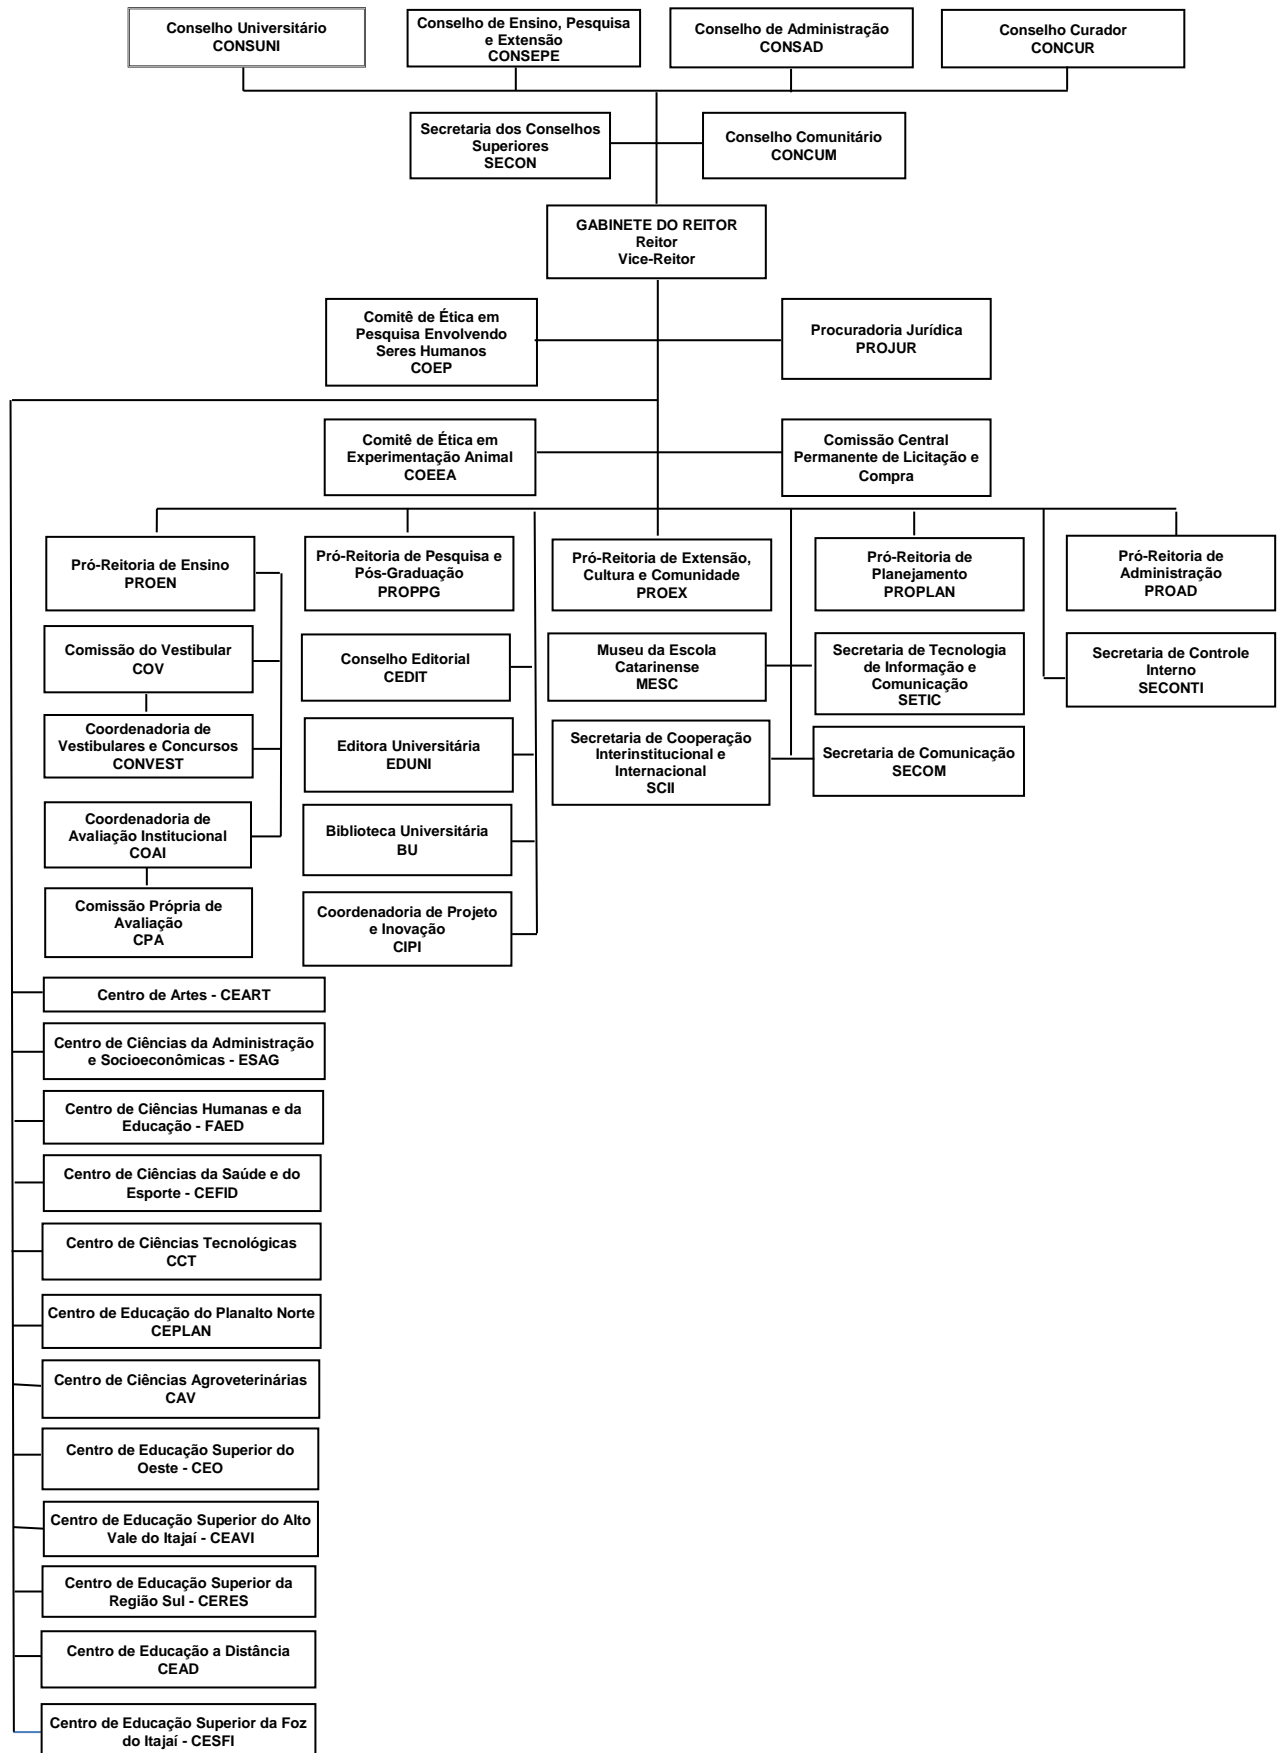 Conselho Universitário
CONSUNI
Conselho de Ensino, Pesquisa
e Extensão
CONSEPE
Conselho de Administração
CONSAD
Conselho Curador
CONCUR
Secretaria dos Conselhos
Superiores
SECON
Conselho Comunitário
CONCUM
GABINETE DO REITOR
Reitor
Vice-Reitor
Comitê de Ética em
Pesquisa Envolvendo
Seres Humanos
COEP
Procuradoria Jurídica
PROJUR
Comitê de Ética em
Experimentação Animal
COEEA
Comissão Central
Permanente de Licitação e
Compra
Pró-Reitoria de Ensino
PROEN
Pró-Reitoria de Pesquisa e
Pós-Graduação
PROPPG
Pró-Reitoria de Extensão,
Cultura e Comunidade
PROEX
Pró-Reitoria de
Planejamento
PROPLAN
Pró-Reitoria de
Administração
PROAD
Comissão do Vestibular
COV
Conselho Editorial
CEDIT
Museu da Escola
Catarinense
MESC
Secretaria de Tecnologia
de Informação e
Comunicação
SETIC
Secretaria de Controle
Interno
SECONTI
Coordenadoria de
Vestibulares e Concursos
CONVEST
Editora Universitária
EDUNI
Secretaria de Cooperação
Interinstitucional e
Internacional
SCII
Secretaria de Comunicação
SECOM
Coordenadoria de
Avaliação Institucional
COAI
Biblioteca Universitária
BU
Comissão Própria de
Avaliação
CPA
Coordenadoria de Projeto
e Inovação
CIPI
Centro de Artes - CEART
Centro de Ciências da Administração
e Socioeconômicas - ESAG
Centro de Ciências Humanas e da
Educação - FAED
Centro de Ciências da Saúde e do
Esporte - CEFID
Centro de Ciências Tecnológicas
CCT
Centro de Educação do Planalto Norte
CEPLAN
Centro de Ciências Agroveterinárias
CAV
Centro de Educação Superior do
Oeste - CEO
Centro de Educação Superior do Alto
Vale do Itajaí - CEAVI
Centro de Educação Superior da
Região Sul - CERES
Centro de Educação a Distância
CEAD
Centro de Educação Superior da Foz
do Itajaí - CESFI